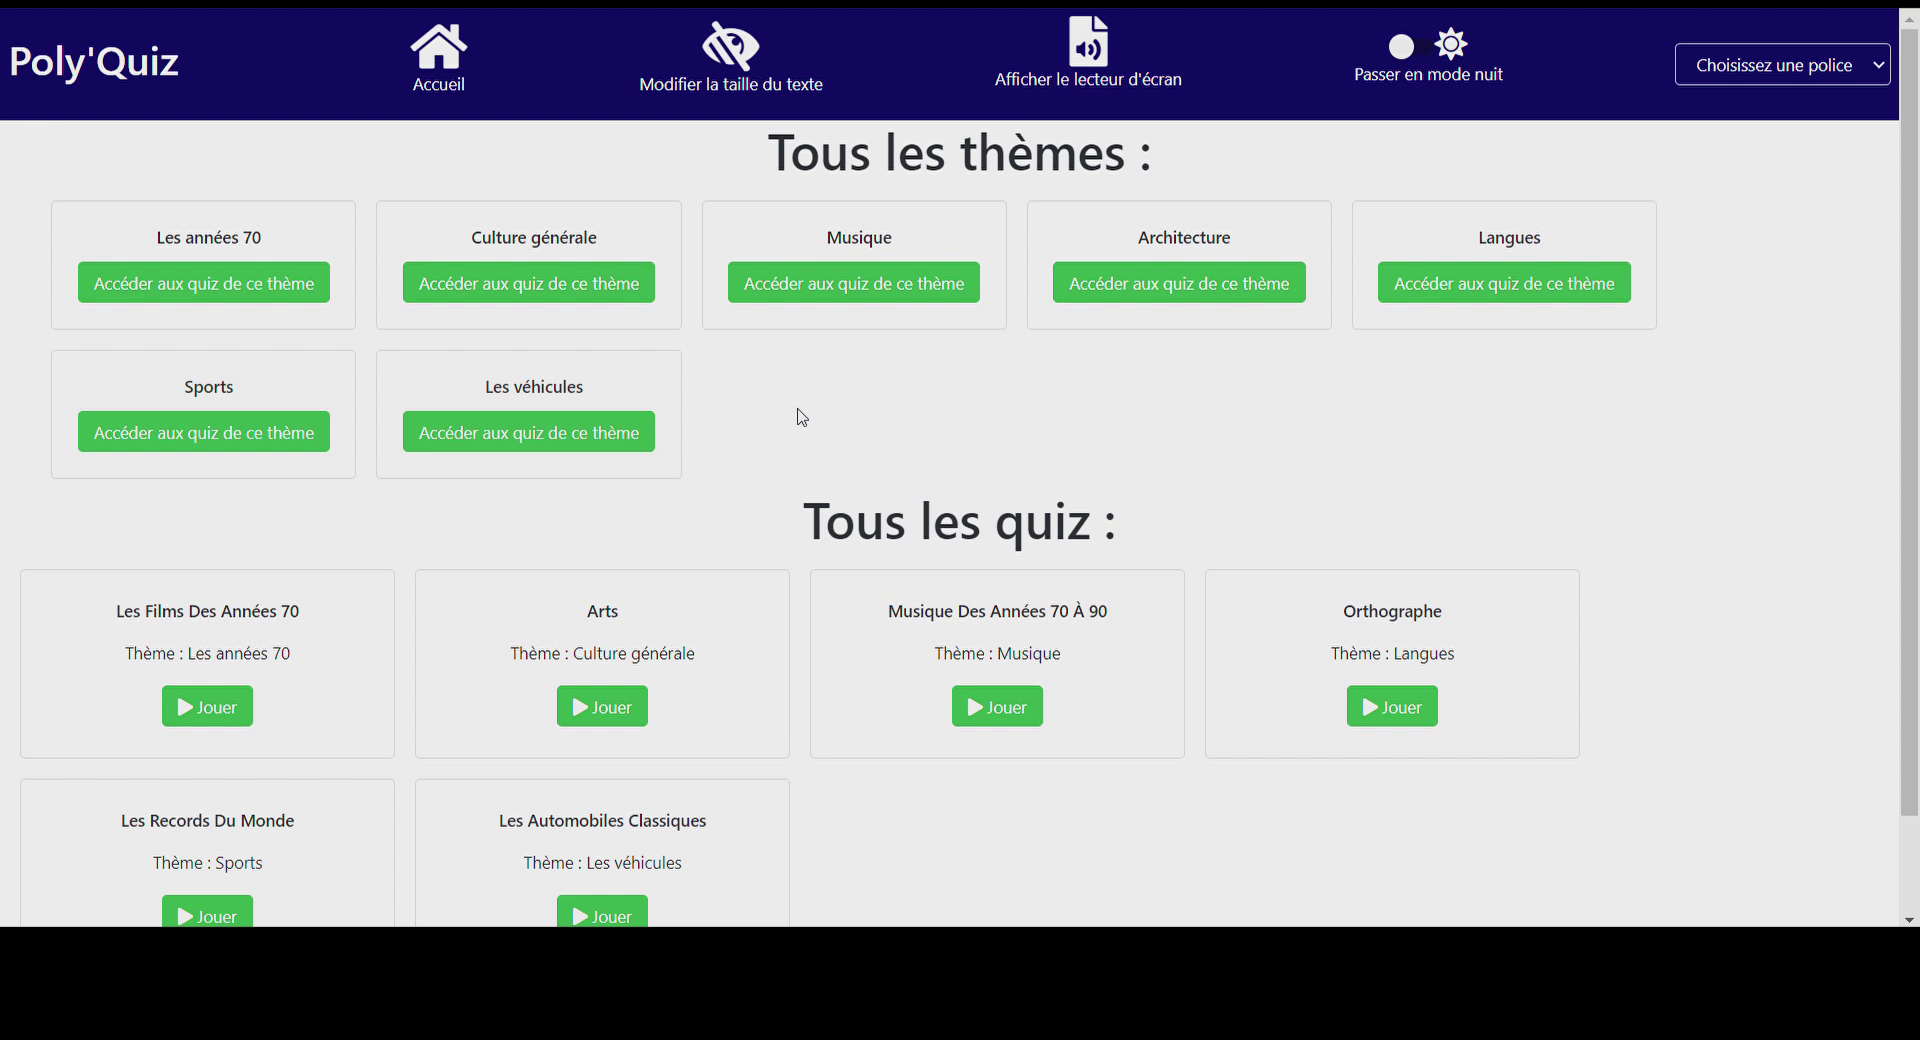 Poly'Quiz
Accueil
Modifier la taille du texte
Afficher le lecteur d'écran
Passer en mode nuit
Choisissez une police
Tous les thèmes :
Les années 70
Culture générale
Musique
Architecture
Langues
Accéder aux quiz de ce thème
Accéder aux quiz de ce thème
Accéder aux quiz de ce thème
Accéder aux quiz de ce thème
Accéder aux quiz de ce thème
Sports
Les véhicules
Accéder aux quiz de ce thème
Accéder aux quiz de ce thème
Tous les quiz :
Les Films Des Années 70
Arts
Musique Des Années 70 À 90
Orthographe
Thème : Les années 70
Thème : Culture générale
Thème : Musique
Thème : Langues
Jouer
Jouer
Jouer
Jouer
Les Records Du Monde
Les Automobiles Classiques
Thème : Sports
Thème : Les véhicules
Jouer
Jouer